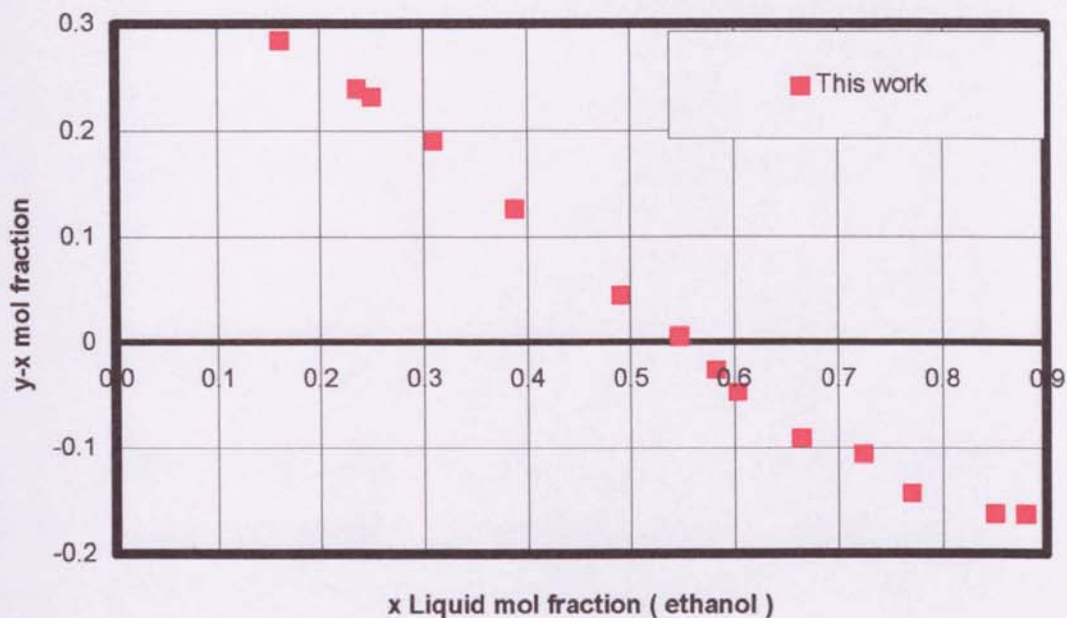 0.3
This work
0.2
0.1
y-x mol fraction
0
0.0 0.1 0.2 0.3 0.4 0.5 0.6 0.7 0.8 0.9
-0.1
-0.2
x Liquid mol fraction ( ethanol )